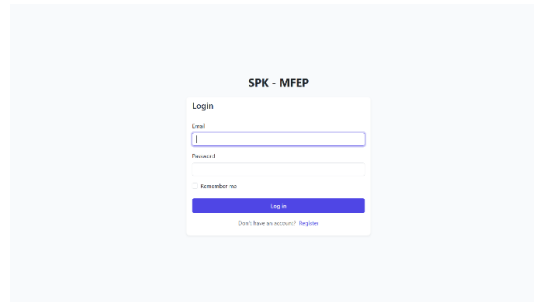 SPK - MFEP
Login
Email
Password
Remember me
Log in
Don't have an account? Register